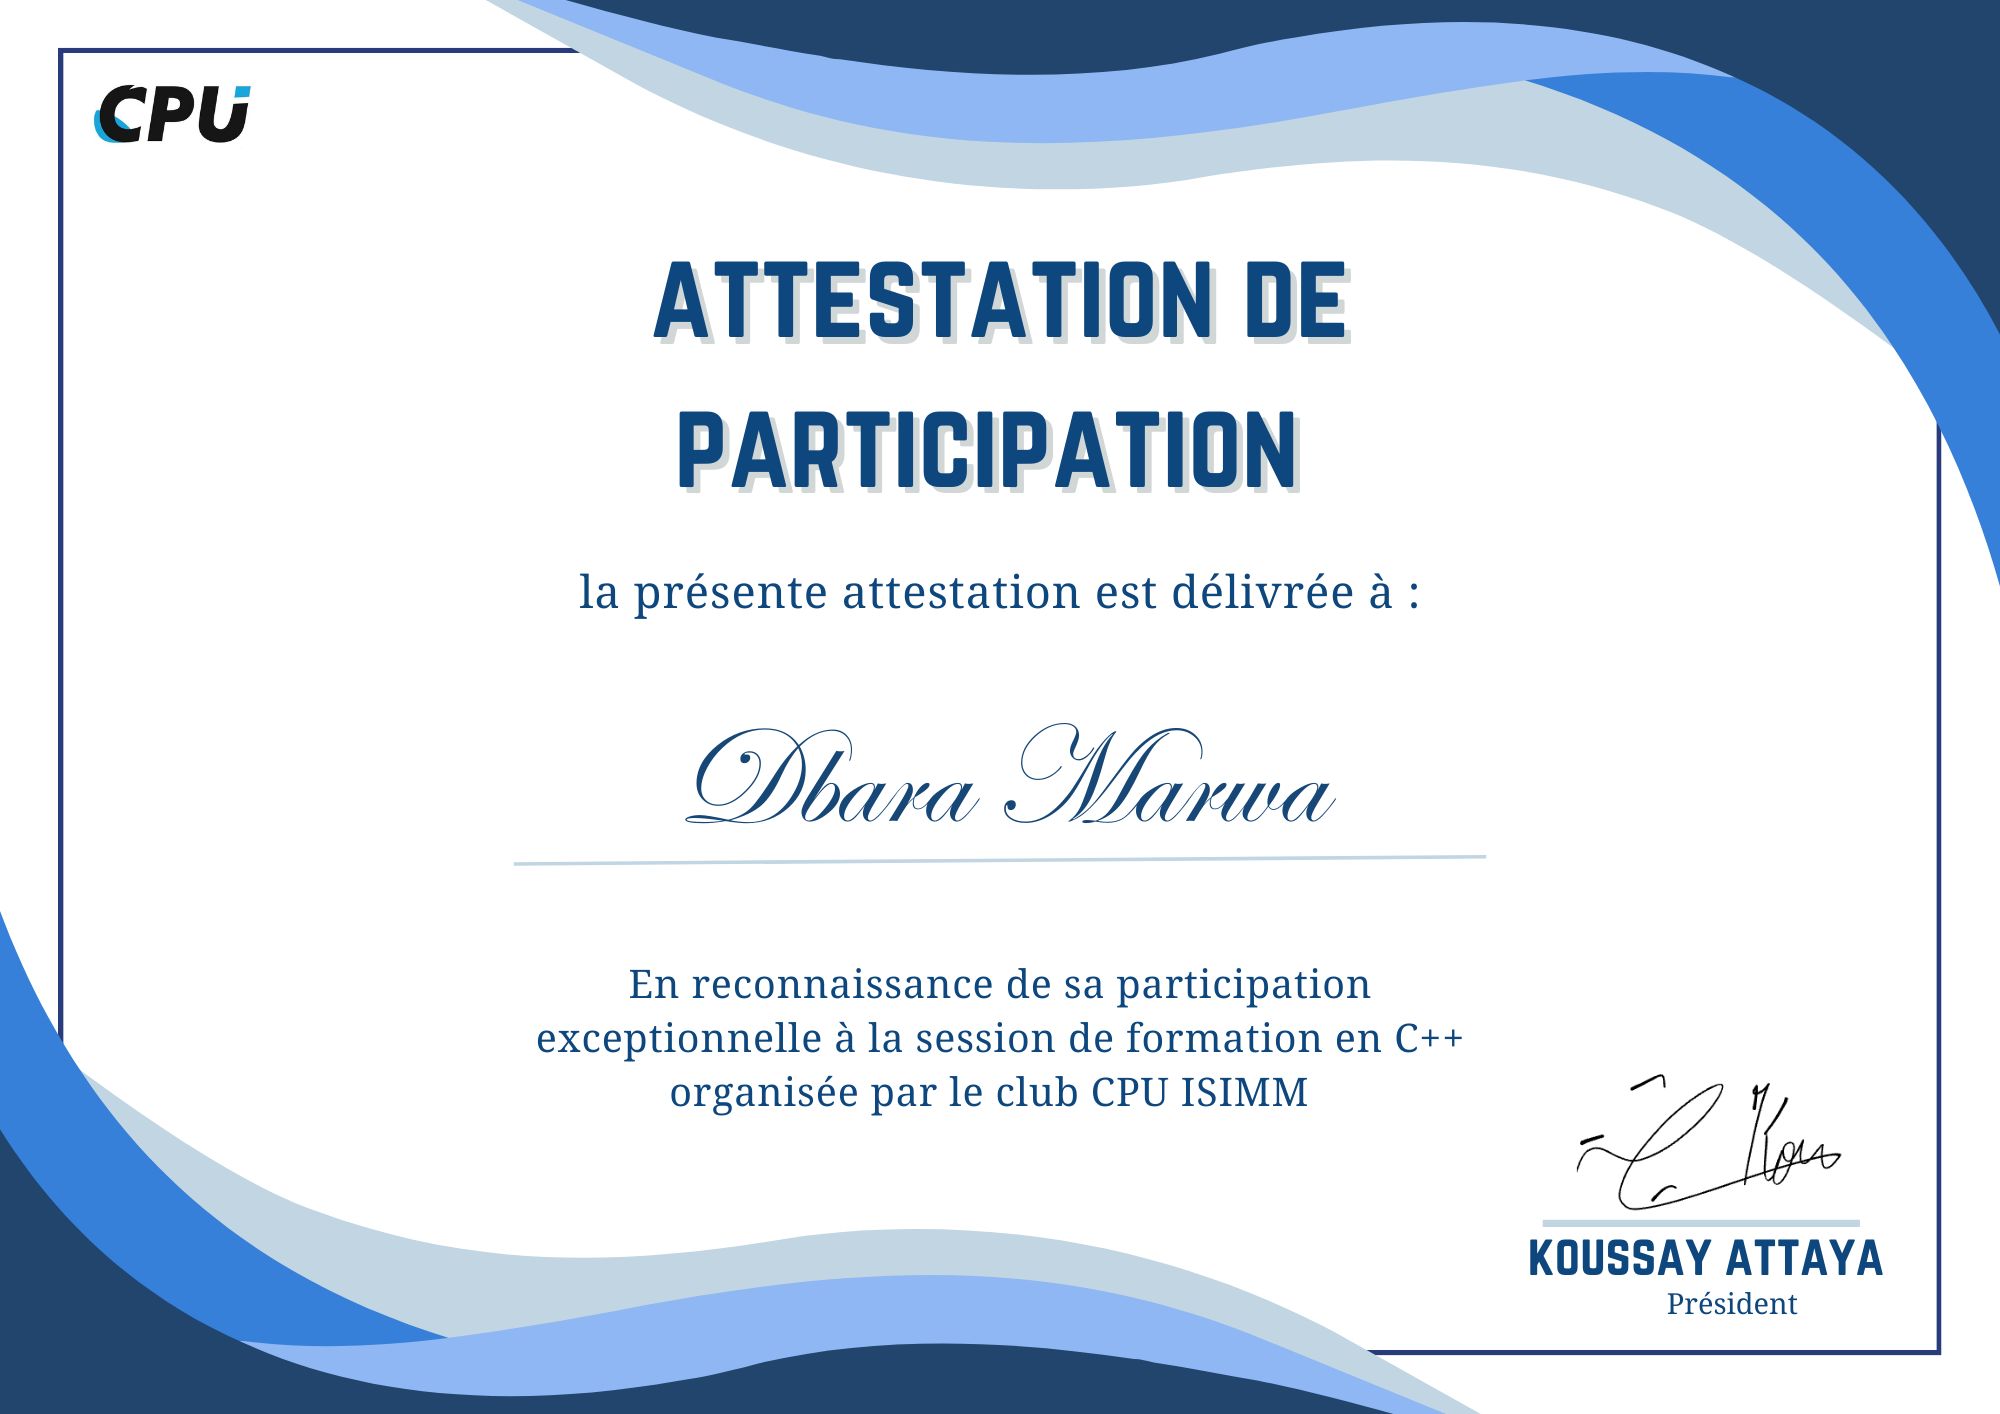 CPU
ATTESTATION DE
PARTICIPATION
la présente attestation est délivrée à :
Dbara Marwa
En reconnaissance de sa participation
exceptionnelle à la session de formation en C++
organisée par le club CPU ISIMM
KOUSSAY ATTAYA
Président